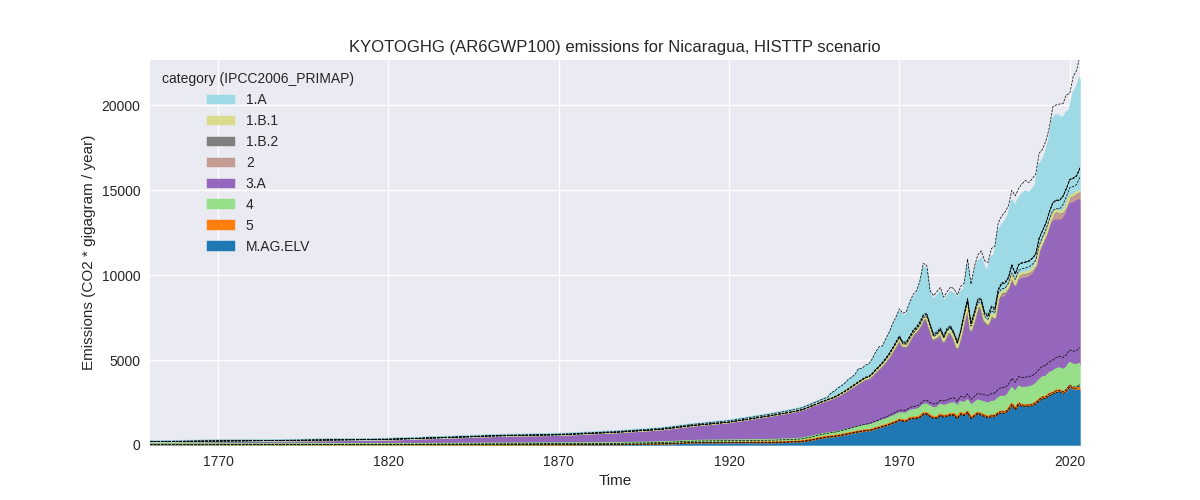 KYOTOGHG (AR6GWP100) emissions for Nicaragua, HISTTP scenario
category (IPCC2006_PRIMAP)
1.A
1.B.1
1.B.2
2
3.A
4
5
M.AG.ELV
Emissions (CO2 * gigagram / year)
20000
15000
10000
5000
0
1770
1820
1870
1920
1970
2020
Time